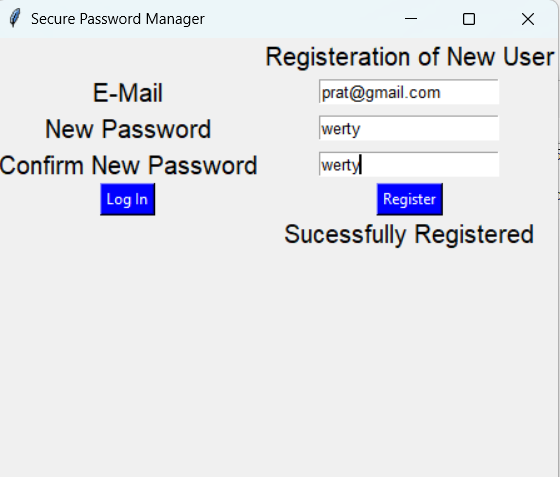 Secure Password Manager
Registeration of New User
E-Mail prat@gmail.com
New Password werty
Confirm New Password werty
Log In Register
Sucessfully Registered